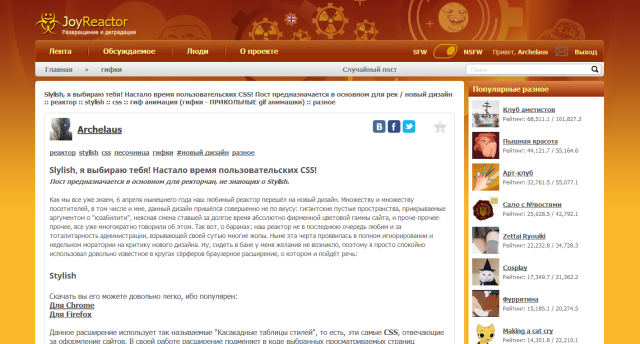 JoyReactor
Развращение и деградация
Лента Обсуждаемое Люди О проекте SFW NSFW Привет, Archelaus Выход
Главная » гифки Случайный пост Поиск
Stylish, я выбираю тебя! Настало время пользовательских CSS! Пост предназначается в основном для рек / новый дизайн
:: реактор :: stylish :: css :: гиф анимация (гифки - ПРИКОЛЬНЫЕ gif анимашки) :: разное
Archelaus
реактор stylish css песочница гифки #новый дизайн разное
Stylish, я выбираю тебя! Настало время пользовательских CSS!
Пост предназначается в основном для ректорчан, не знающих о Stylish.
Как мы все уже знаем, 6 апреля нынешнего года наш любимый реактор перешёл на новый дизайн. Множеству и множеству
посетителей, в том числе и мне, данный дизайн пришёлся совершенно не по вкусу: гигантские пустые пространства, прикрываемые
аргументом о "юзабилити", неясная смена ставшей за долгое время абсолютно фирменной цветовой гаммы сайта, и проче-прочее-
прочее, все уже многократно говорили об этом. Так вот, о баранах: наш реактор не в последнюю очередь любим и за
тоталитарность администрации, взрывающей своей сутью многие жопы. Ныне эта черта проявилась в полном игнорировании и
недельном моратории на критику нового дизайна. Ну, сидеть в бане у меня желания не возникло, поэтому я просто спокойно
использовал довольно известное в кругах сёрферов браузерное расширение, о котором и пойдёт речь:
Stylish
Скачать вы его можете довольно легко, ибо популярен:
Для Chrome
Для Firefox
Данное расширение использует так называемые "Каскадные таблицы стилей", то есть, эти самые CSS, отвечающие
за оформление сайтов. В своей работе расширение подменяет в коде выбранных просматриваемых страниц
Популярные разное
Клуб аметистов
Рейтинг: 68,511.1 / 101,827.2
Пышная красота
Рейтинг: 44,121.7 / 55,164.6
Арт-клуб
Рейтинг: 32,761.5 / 55,077.1
Сало с №востями
Рейтинг: 25,028.5 / 42,792.1
Zettai Ryouiki
Рейтинг: 22,232.8 / 34,728.3
Cosplay
Рейтинг: 17,349.7 / 21,362.2
Фуррятина
Рейтинг: 15,185.1 / 20,274.5
Making a cat cry
Рейтинг: 14,301.8 / 22,210.1